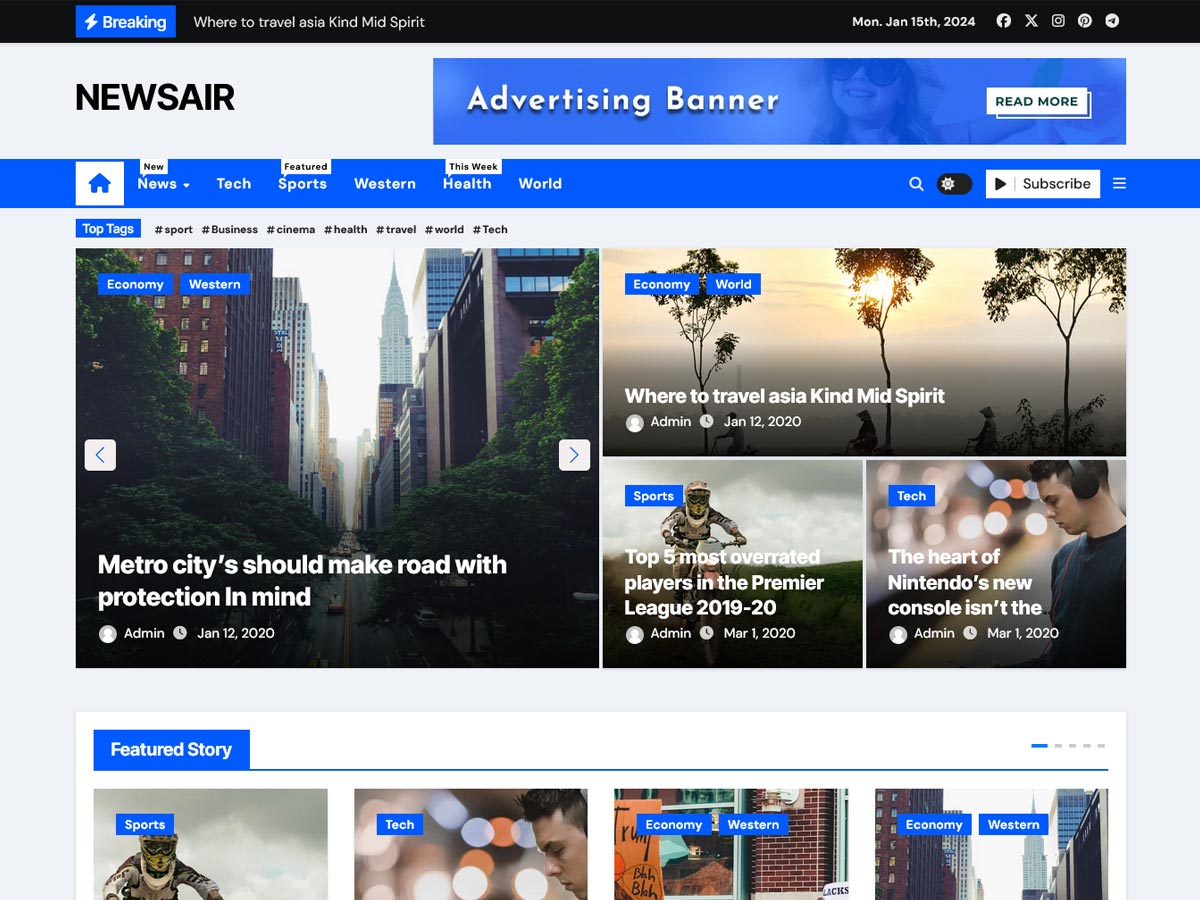 Breaking
Where to travel asia Kind Mid Spirit
Mon. Jan 15th, 2024
NEWSAIR
Advertising Banner
READ MORE
New
Featured
This Week
News
Tech
Sports
Western
Health
World
Subscribe
Top Tags
#sport #Business #cinema #health #travel #world #Tech
Economy
Western
Metro city’s should make road with
protection In mind
Admin
Jan 12, 2020
Economy
World
Where to travel asia Kind Mid Spirit
Admin
Jan 12, 2020
Sports
Top 5 most overrated
players in the Premier
League 2019-20
Admin
Mar 1, 2020
Tech
The heart of
Nintendo’s new
console isn’t the
Admin
Mar 1, 2020
Featured Story
Sports
Tech
Economy
Western
Blah
Blah
LACKS
Economy
Western